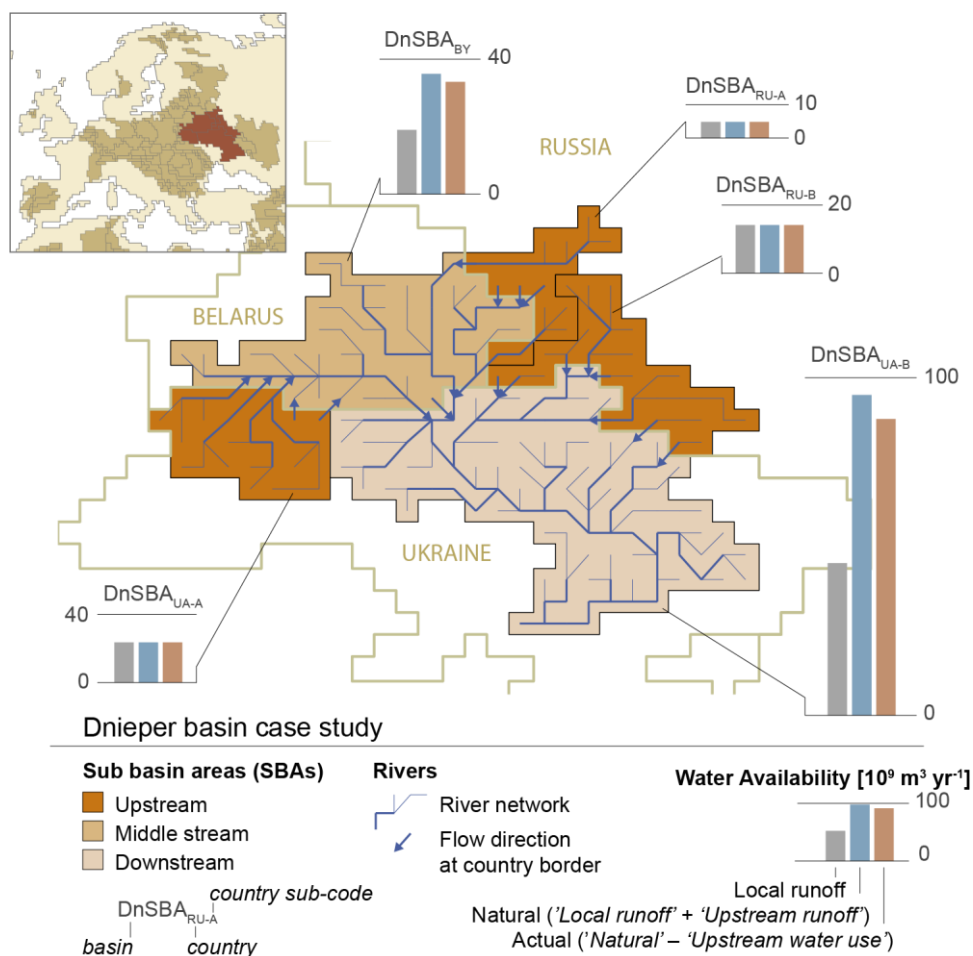 DnSBA_BY
40
0
RUSSIA
DnSBA_RU-A
10
0
DnSBA_RU-B
20
0
BELARUS
DnSBA_UA-B
100
0
UKRAINE
DnSBA_UA-A
40
0
Dnieper basin case study
Sub basin areas (SBAs)
Upstream
Middle stream
Downstream
country sub-code
DnSBA_RU-A
basin
country
Rivers
River network
Flow direction
at country border
Water Availability [10⁹ m³ yr⁻¹]
100
0
Local runoff
Natural ('Local runoff' + 'Upstream runoff')
Actual ('Natural' – 'Upstream water use')